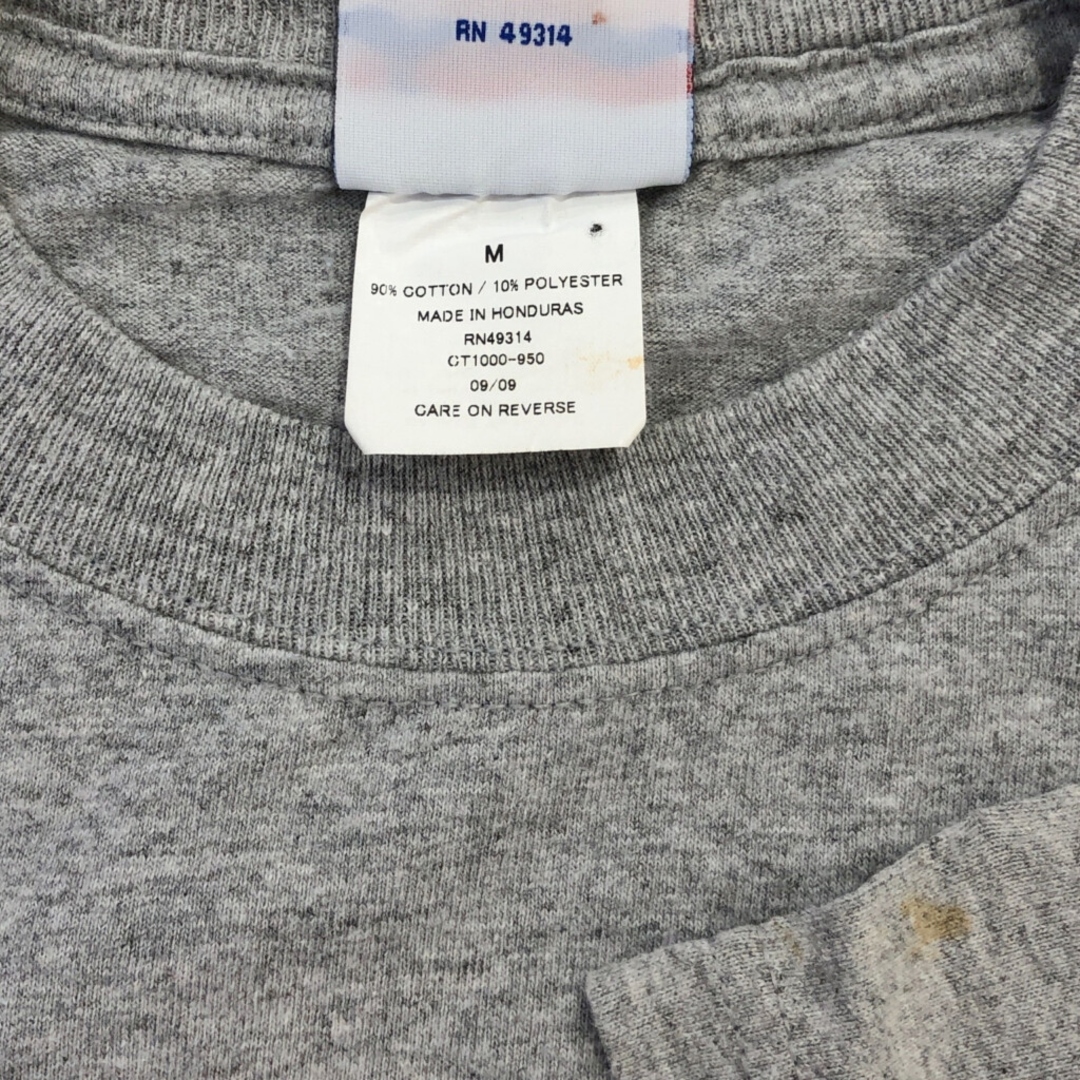 RN 49314
M
90% COTTON / 10% POLYESTER
MADE IN HONDURAS
RN49314
CT1000-950
09/09
CARE ON REVERSE